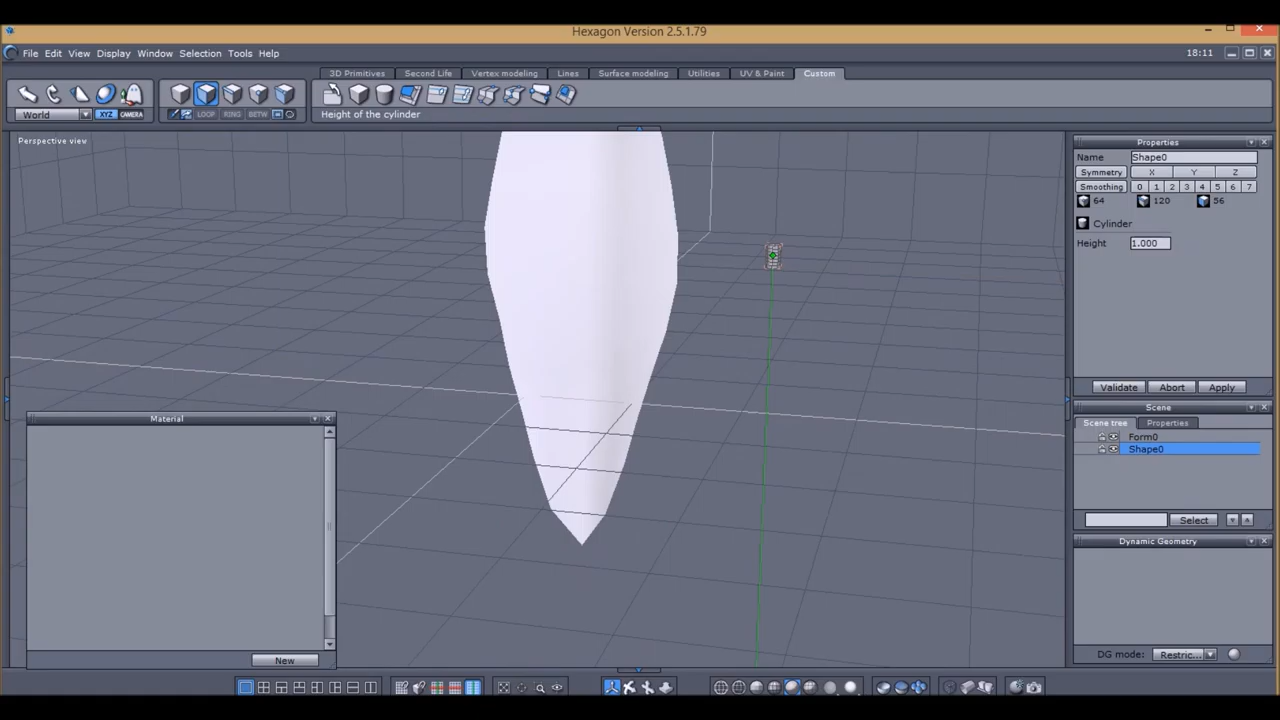 Hexagon Version 2.5.1.79
File Edit View Display Window Selection Tools Help
18:11
3D Primitives Second Life Vertex modeling Lines Surface modeling Utilities UV & Paint Custom
World XYZ CAMERA
LOOP RING BETW
Height of the cylinder
Perspective view
Properties
Name Shape0
Symmetry X Y Z
Smoothing 0 1 2 3 4 5 6 7
64 120 56
Cylinder
Height 1.000
Validate Abort Apply
Scene
Scene tree Properties
Form0
Shape0
Select
Dynamic Geometry
DG mode: Restric...
Material
New